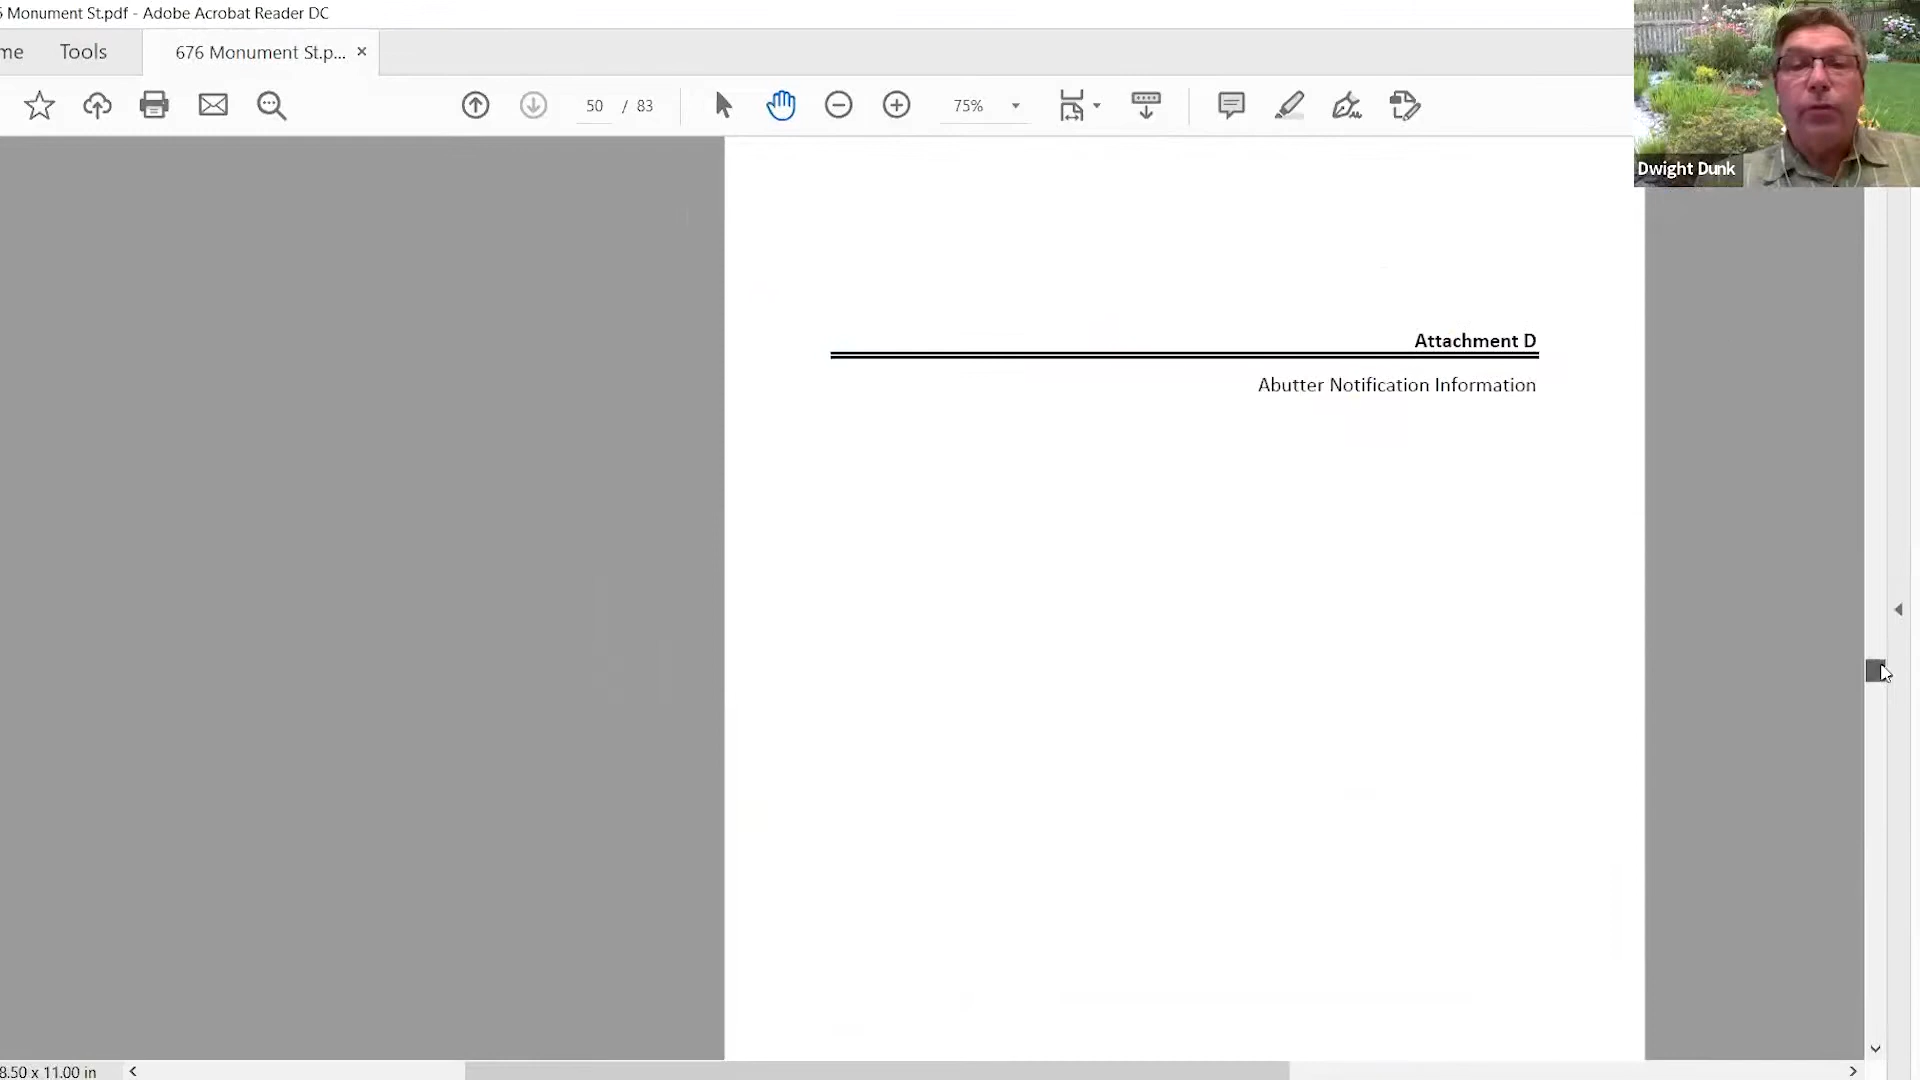 6 Monument St.pdf - Adobe Acrobat Reader DC
me Tools 676 Monument St.p... ×
50 / 83 75%
Dwight Dunk
Attachment D
Abutter Notification Information
8.50 x 11.00 in